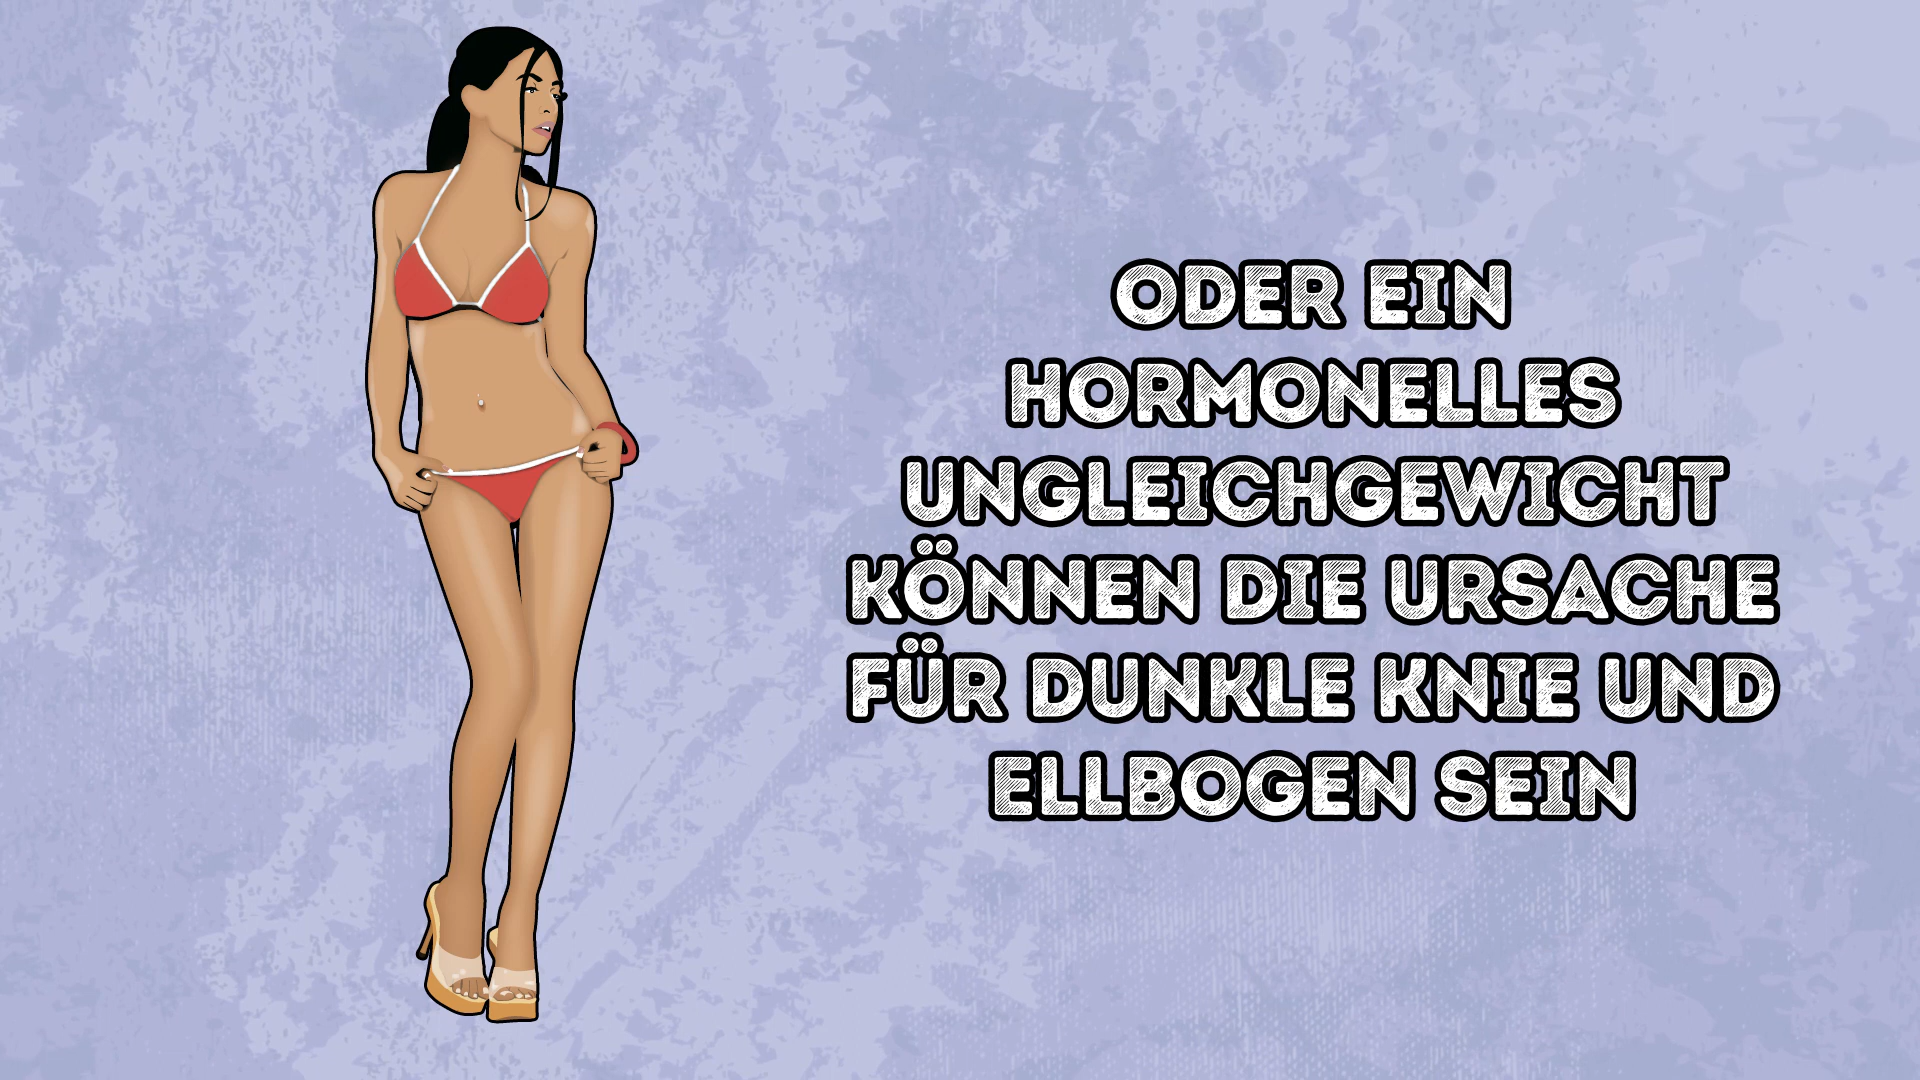 ODER EIN
HORMONELLES
UNGLEICHGEWICHT
KÖNNEN DIE URSACHE
FÜR DUNKLE KNIE UND
ELLBOGEN SEIN